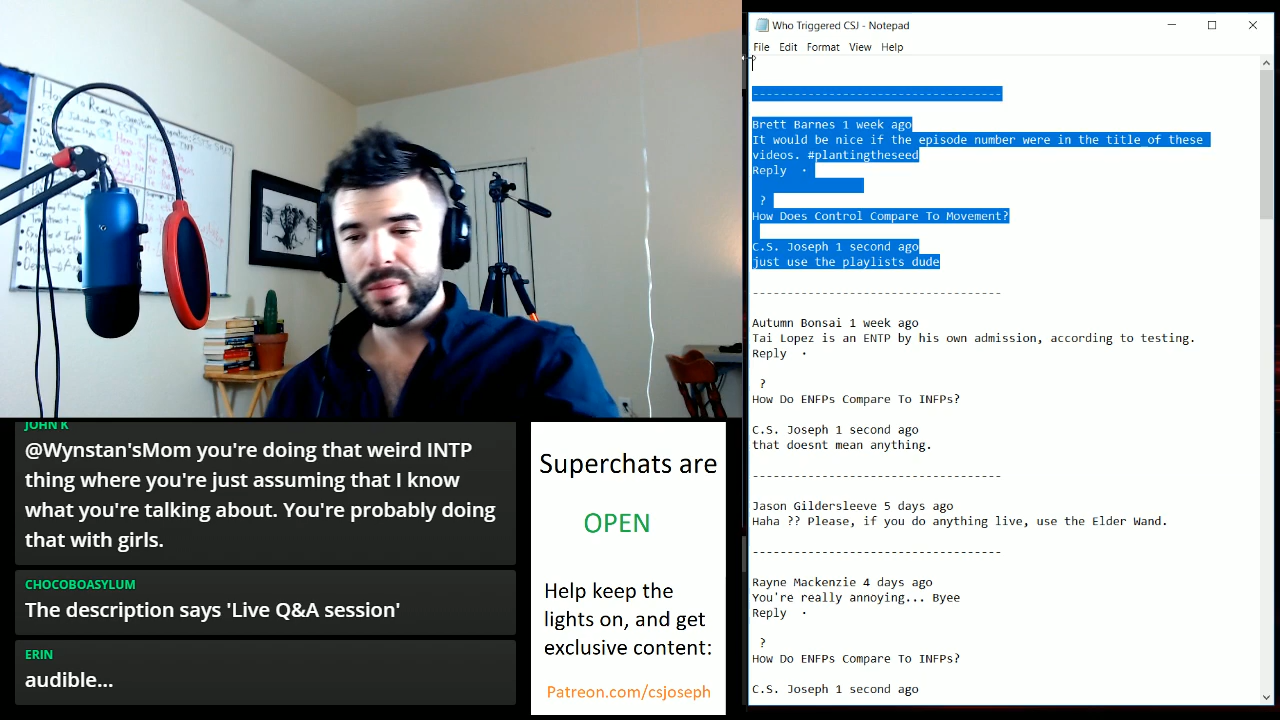 Who Triggered CSJ - Notepad
File Edit Format View Help
?
-----------------------------------
Brett Barnes 1 week ago
It would be nice if the episode number were in the title of these
videos. #plantingtheseed
Reply ·
?
How Does Control Compare To Movement?
C.S. Joseph 1 second ago
just use the playlists dude
-----------------------------------
Autumn Bonsai 1 week ago
Tai Lopez is an ENTP by his own admission, according to testing.
Reply ·
?
How Do ENFPs Compare To INFPs?
C.S. Joseph 1 second ago
that doesnt mean anything.
-----------------------------------
Jason Gildersleeve 5 days ago
Haha ?? Please, if you do anything live, use the Elder Wand.
-----------------------------------
Rayne Mackenzie 4 days ago
You're really annoying... Byee
Reply ·
?
How Do ENFPs Compare To INFPs?
C.S. Joseph 1 second ago
JOHN K
@Wynstan'sMom you're doing that weird INTP
thing where you're just assuming that I know
what you're talking about. You're probably doing
that with girls.
CHOCOBOASYLUM
The description says 'Live Q&A session'
ERIN
audible...
Superchats are
OPEN
Help keep the
lights on, and get
exclusive content:
Patreon.com/csjoseph